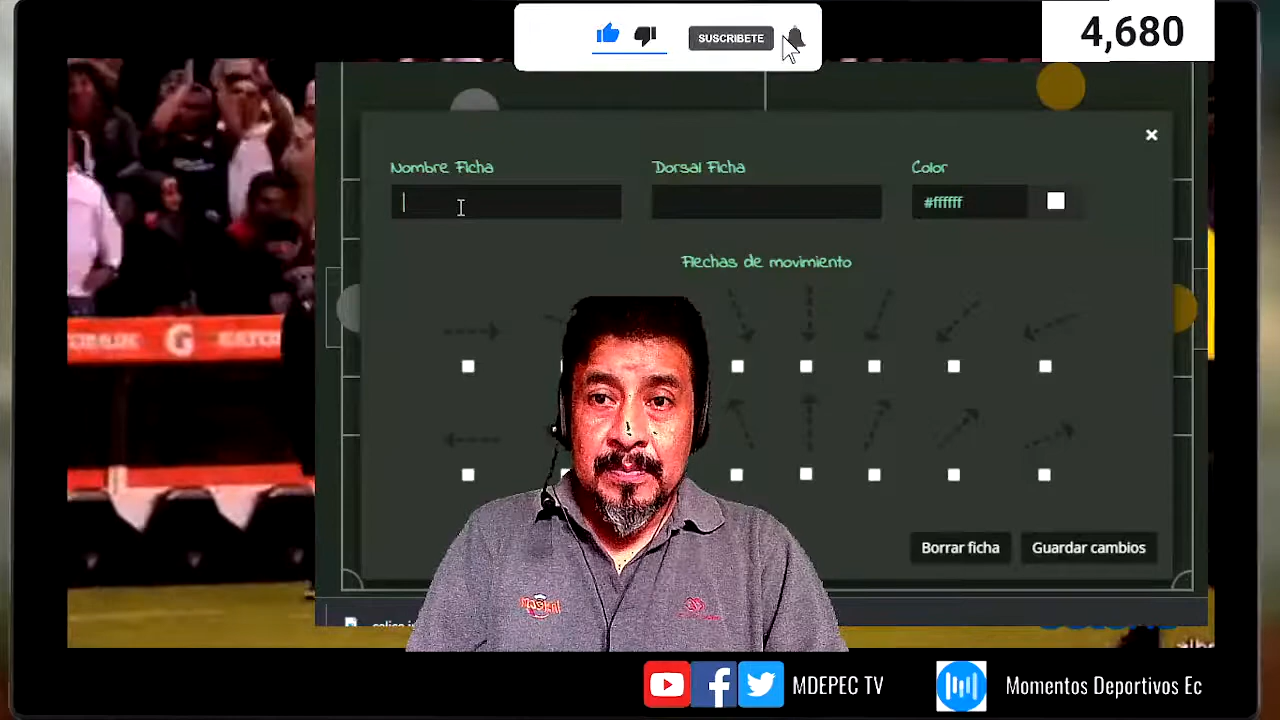 SUSCRIBETE
4,680
Nombre Ficha
Dorsal Ficha
Color
#ffffff
Flechas de movimiento
G
Borrar ficha
Guardar cambios
MDEPEC TV
Momentos Deportivos Ec